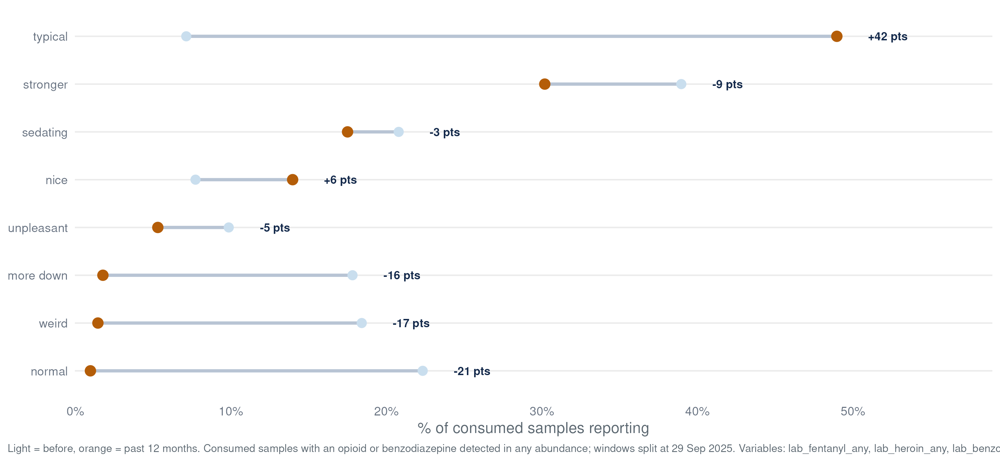 typical +42 pts
stronger -9 pts
sedating -3 pts
nice +6 pts
unpleasant -5 pts
more down -16 pts
weird -17 pts
normal -21 pts
0% 10% 20% 30% 40% 50%
% of consumed samples reporting
Light = before, orange = past 12 months. Consumed samples with an opioid or benzodiazepine detected in any abundance; windows split at 29 Sep 2025. Variables: lab_fentanyl_any, lab_heroin_any, lab_benzo